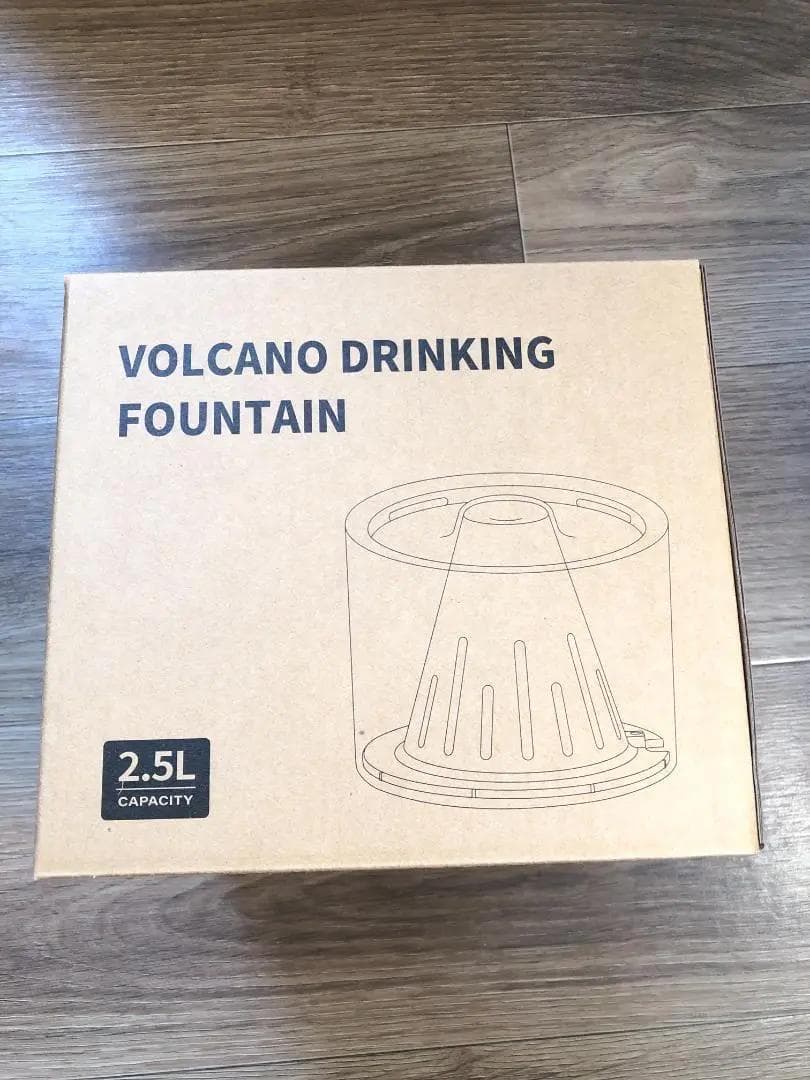 VOLCANO DRINKING
FOUNTAIN
2.5L
CAPACITY